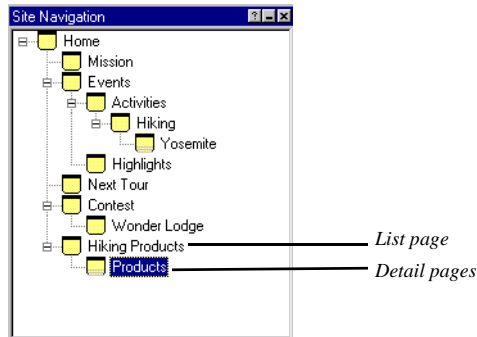 Site Navigation
Home
Mission
Events
Activities
Hiking
Yosemite
Highlights
Next Tour
Contest
Wonder Lodge
Hiking Products
List page
Products
Detail pages